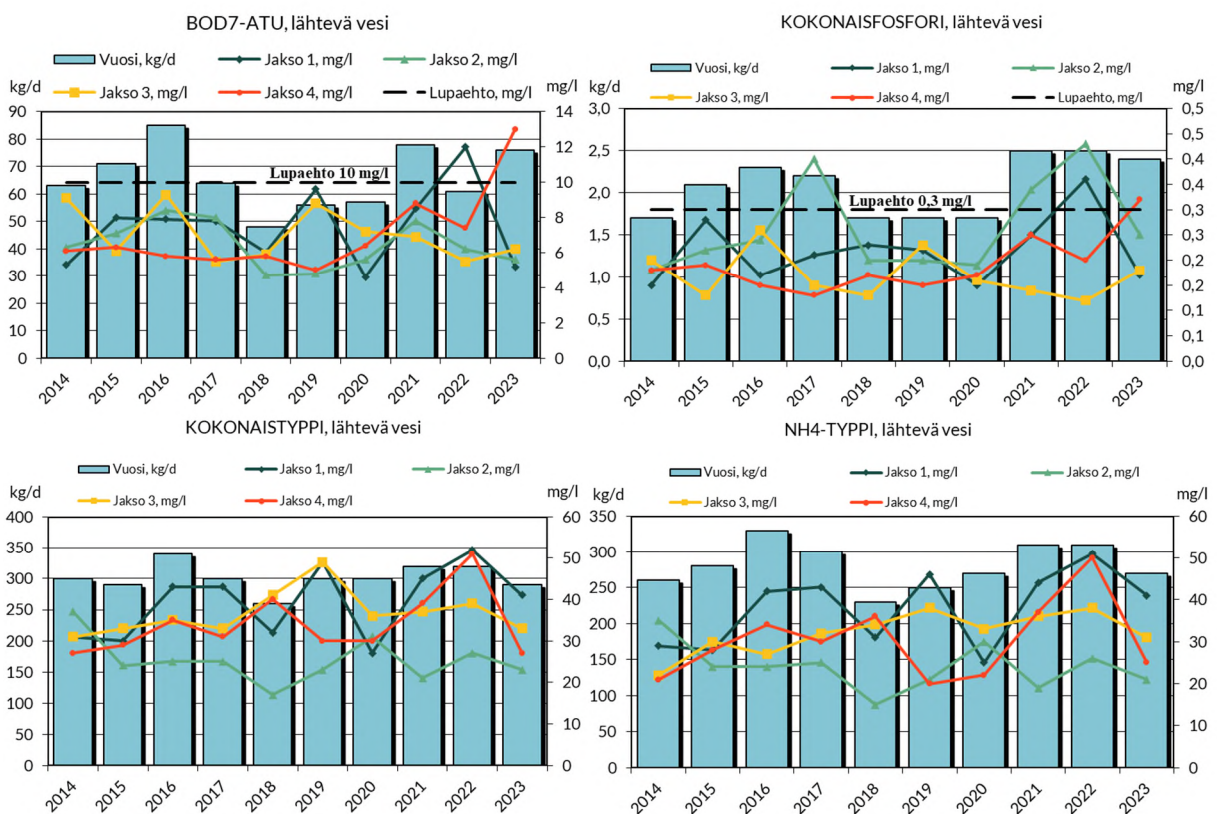 BOD7-ATU, lähtevä vesi
Vuosi, kg/d
Jakso 1, mg/l
Jakso 2, mg/l
kg/d
Jakso 3, mg/l
Jakso 4, mg/l
Lupaehto, mg/l
mg/l
90
80
70
60
50
40
30
20
10
0
14
12
10
8
6
4
2
0
Lupaehto 10 mg/l
2014
2015
2016
2017
2018
2019
2020
2021
2022
2023
KOKONAISFOSFORI, lähtevä vesi
Vuosi, kg/d
Jakso 1, mg/l
Jakso 2, mg/l
kg/d
Jakso 3, mg/l
Jakso 4, mg/l
Lupaehto, mg/l
mg/l
3,0
2,5
2,0
1,5
1,0
0,5
0,0
0,5
0,5
0,4
0,4
0,3
0,3
0,2
0,2
0,1
0,1
0,0
Lupaehto 0,3 mg/l
2014
2015
2016
2017
2018
2019
2020
2021
2022
2023
KOKONAISTYPPI, lähtevä vesi
Vuosi, kg/d
Jakso 1, mg/l
Jakso 2, mg/l
kg/d
Jakso 3, mg/l
Jakso 4, mg/l
mg/l
400
350
300
250
200
150
100
50
0
60
50
40
30
20
10
0
2014
2015
2016
2017
2018
2019
2020
2021
2022
2023
NH4-TYPPI, lähtevä vesi
Vuosi, kg/d
Jakso 1, mg/l
Jakso 2, mg/l
kg/d
Jakso 3, mg/l
Jakso 4, mg/l
mg/l
350
300
250
200
150
100
50
0
60
50
40
30
20
10
0
2014
2015
2016
2017
2018
2019
2020
2021
2022
2023